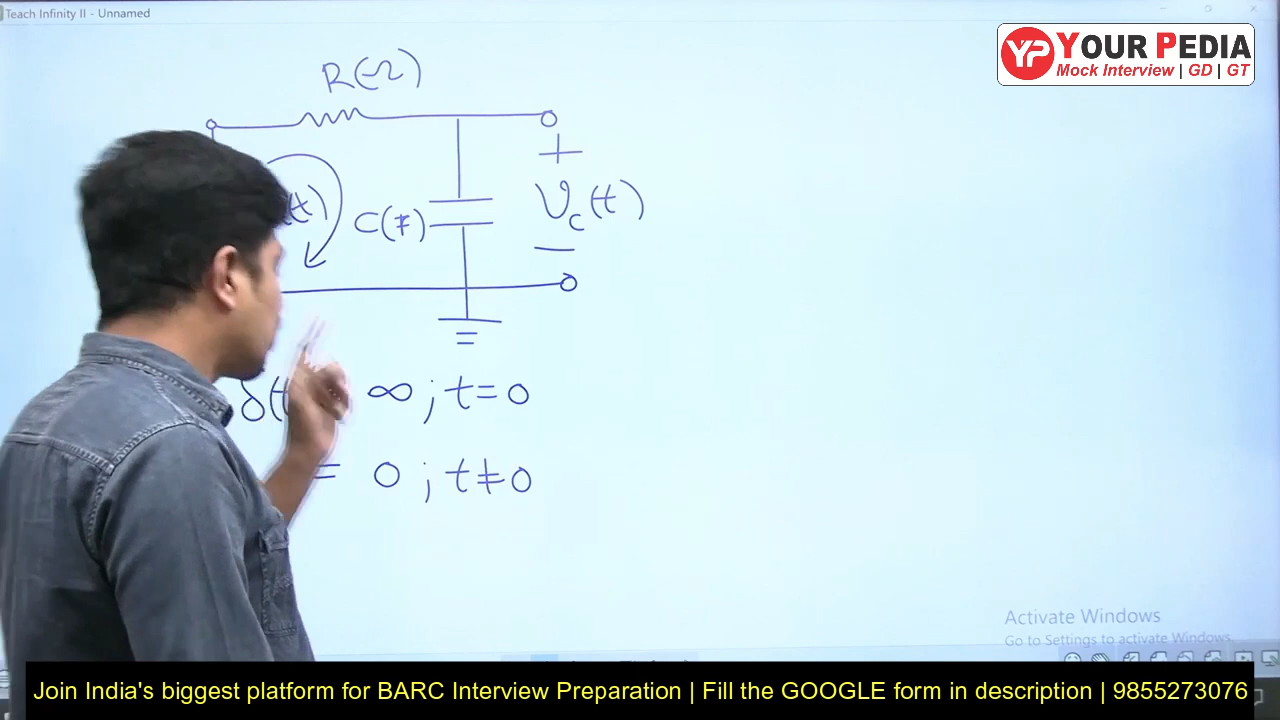 Teach Infinity II - Unnamed
YOUR PEDIA
YP
Mock Interview | GD | GT
R(Ω)
+
(t)
C(F)
V_c(t)
—
δ(t = ∞ ; t = 0
= 0 ; t ≠ 0
Activate Windows
Go to Settings to activate Windows.
Join India's biggest platform for BARC Interview Preparation | Fill the GOOGLE form in description | 9855273076